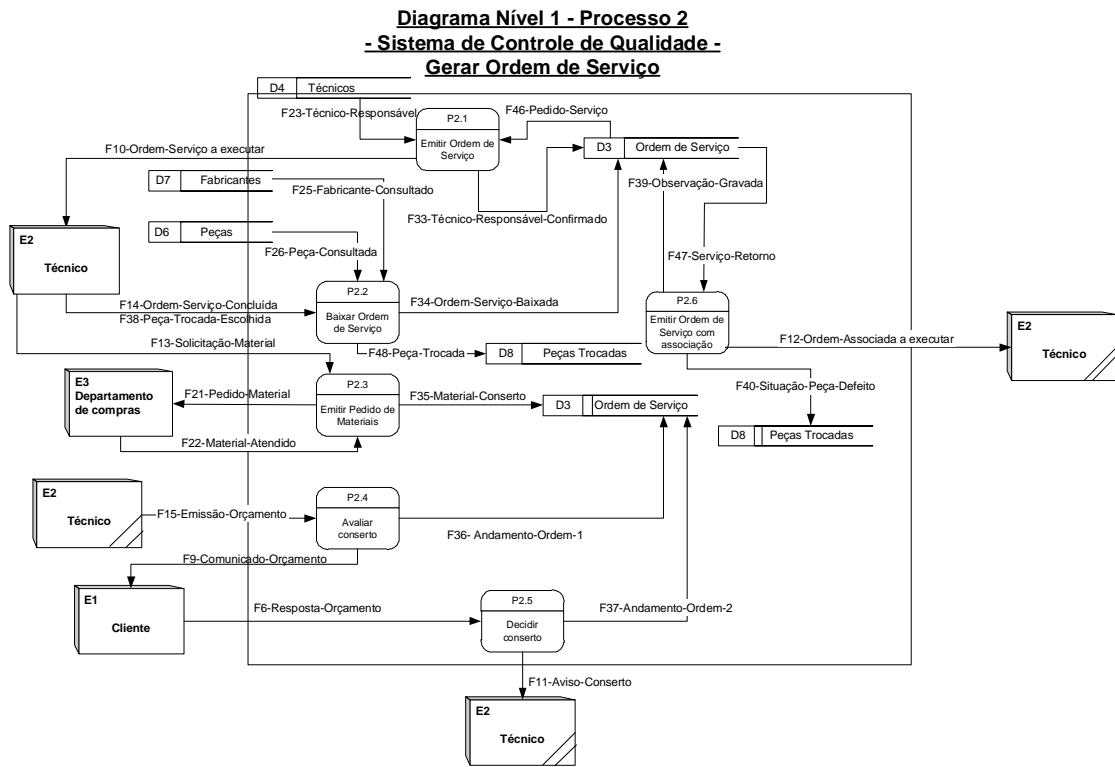 Diagrama Nível 1 - Processo 2
- Sistema de Controle de Qualidade -
Gerar Ordem de Serviço
D4 Técnicos
F23-Técnico-Responsável
F46-Pedido-Serviço
P2.1
Emitir Ordem de
Serviço
D3 Ordem de Serviço
F10-Ordem-Serviço a executar
D7 Fabricantes
F25-Fabricante-Consultado
F39-Observação-Gravada
F33-Técnico-Responsável-Confirmado
D6 Peças
F26-Peça-Consultada
F47-Serviço-Retorno
E2
Técnico
P2.2
Baixar Ordem
de Serviço
F14-Ordem-Serviço-Concluída
F38-Peça-Trocada-Escolhida
F34-Ordem-Serviço-Baixada
P2.6
Emitir Ordem de
Serviço com
associação
F12-Ordem-Associada a executar
E2
Técnico
F13-Solicitação-Material
F48-Peça-Trocada
D8 Peças Trocadas
E3
Departamento
de compras
F21-Pedido-Material
P2.3
Emitir Pedido de
Materiais
F35-Material-Conserto
D3 Ordem de Serviço
F40-Situação-Peça-Defeito
D8 Peças Trocadas
F22-Material-Atendido
E2
Técnico
F15-Emissão-Orçamento
P2.4
Avaliar
conserto
F36- Andamento-Ordem-1
F9-Comunicado-Orçamento
E1
Cliente
F6-Resposta-Orçamento
P2.5
Decidir
conserto
F37-Andamento-Ordem-2
F11-Aviso-Conserto
E2
Técnico